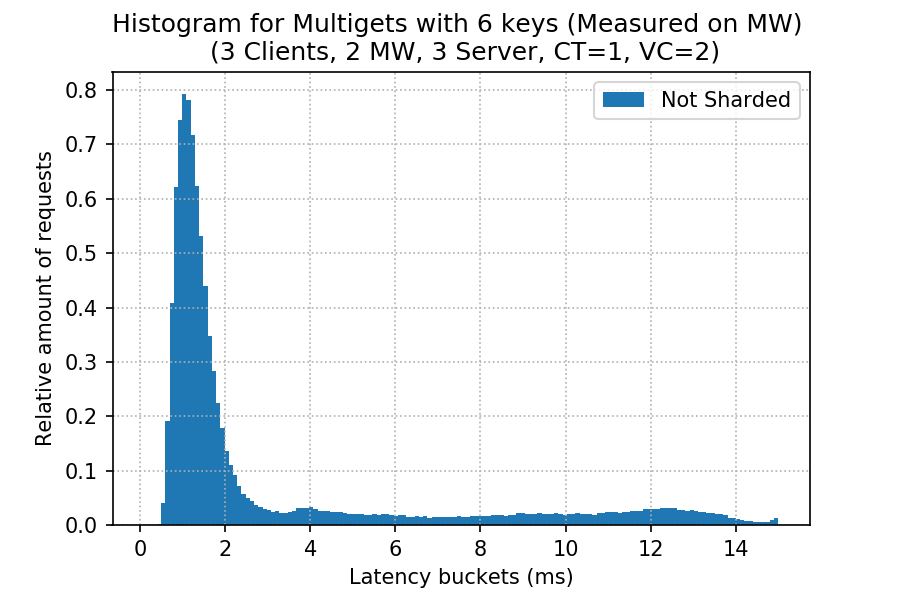 Histogram for Multigets with 6 keys (Measured on MW)
(3 Clients, 2 MW, 3 Server, CT=1, VC=2)
Not Sharded
Relative amount of requests
0.8
0.7
0.6
0.5
0.4
0.3
0.2
0.1
0.0
0 2 4 6 8 10 12 14
Latency buckets (ms)